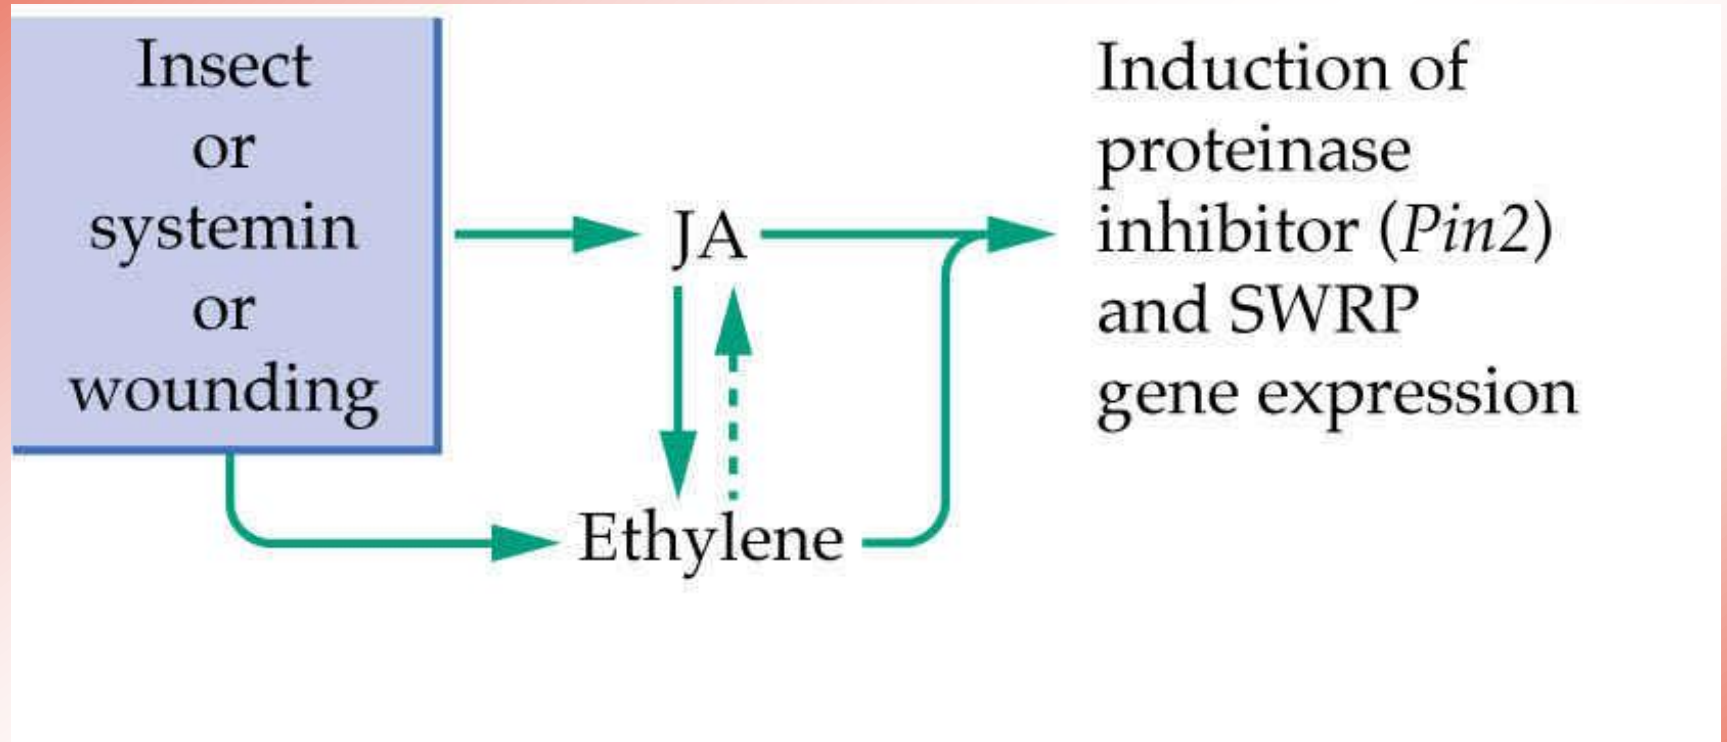 Insect
or
systemin
or
wounding
JA
Ethylene
Induction of
proteinase
inhibitor (Pin2)
and SWRP
gene expression